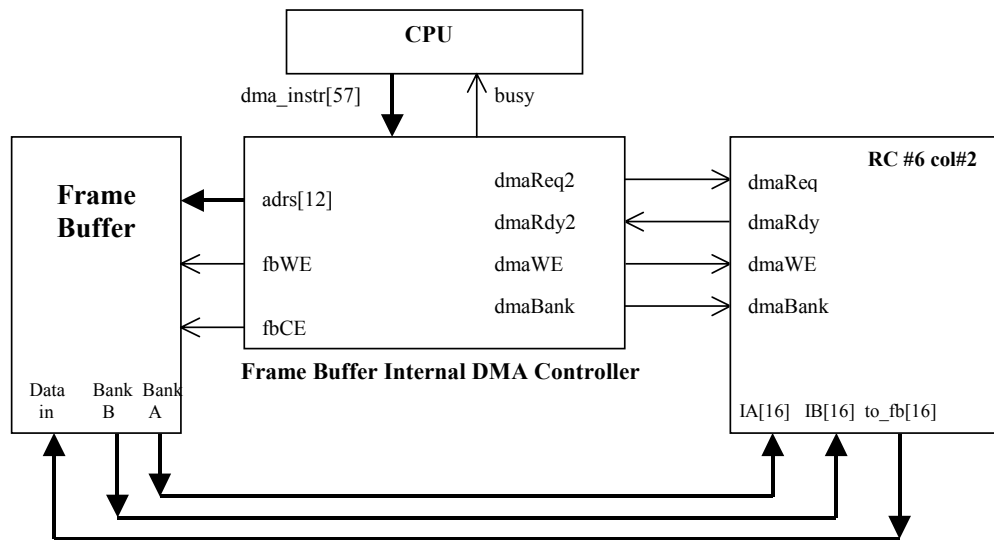 CPU
dma_instr[57]
busy
Frame
Buffer
adrs[12]
fbWE
fbCE
dmaReq2
dmaRdy2
dmaWE
dmaBank
RC #6 col#2
dmaReq
dmaRdy
dmaWE
dmaBank
Frame Buffer Internal DMA Controller
Data
in
Bank
B
Bank
A
IA[16] IB[16] to_fb[16]